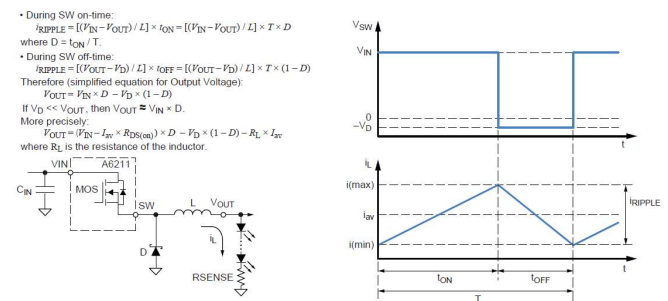 • During SW on-time:
iRIPPLE = [(VIN – VOUT) / L] × tON = [(VIN – VOUT) / L] × T × D
where D = tON / T.
• During SW off-time:
iRIPPLE = [(VOUT – VD) / L] × tOFF = [(VOUT – VD) / L] × T × (1 – D)
Therefore (simplified equation for Output Voltage):
VOUT = VIN × D – VD × (1 – D)
If VD << VOUT, then VOUT ≈ VIN × D.
More precisely:
VOUT = (VIN – Iav × RDS(on)) × D – VD × (1 – D) – RL × Iav
where RL is the resistance of the inductor.
VIN
A6211
CIN
MOS
SW
L
VOUT
iL
D
RSENSE
VSW
VIN
0
–VD
t
iL
i(max)
iav
i(min)
iRIPPLE
t
tON
tOFF
T